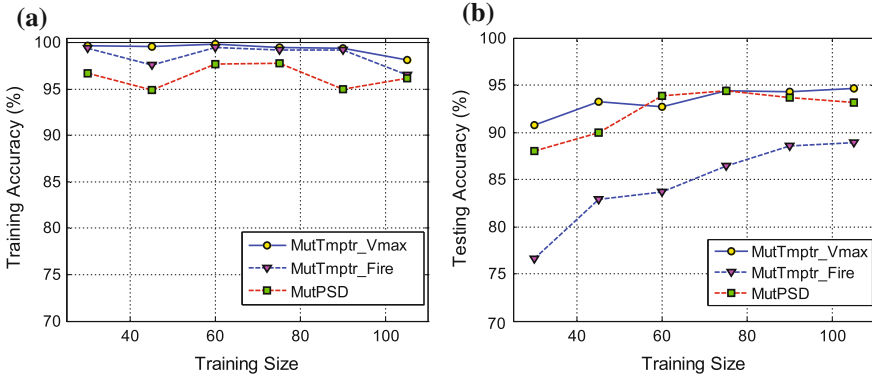 (a)
100
95
90
85
80
75
70
Training Accuracy (%)
MutTmptr_Vmax
MutTmptr_Fire
MutPSD
40
60
80
100
Training Size
(b)
100
95
90
85
80
75
70
Testing Accuracy (%)
MutTmptr_Vmax
MutTmptr_Fire
MutPSD
40
60
80
100
Training Size